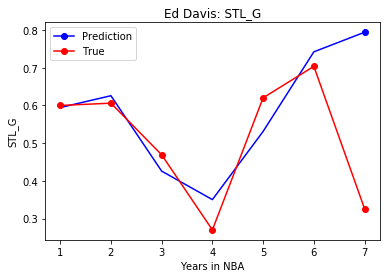 Ed Davis: STL_G
Prediction
True
STL_G
0.8
0.7
0.6
0.5
0.4
0.3
1 2 3 4 5 6 7
Years in NBA